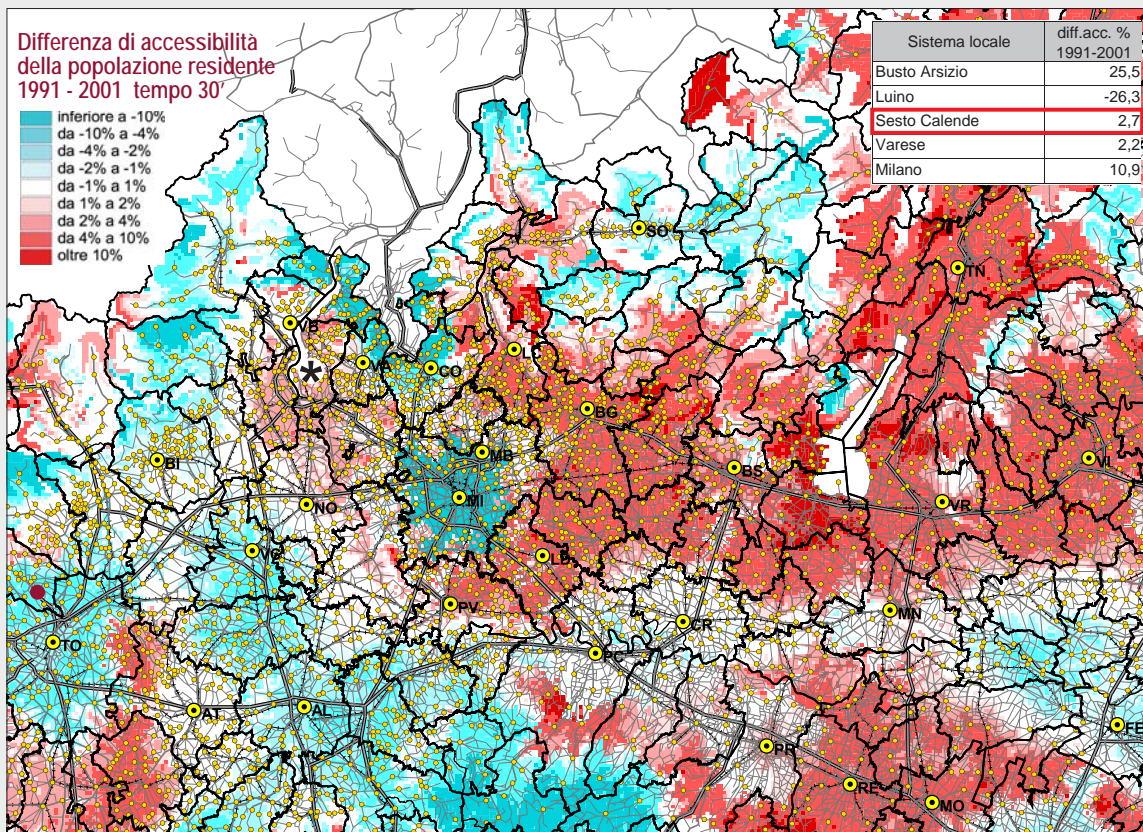 Differenza di accessibilità
della popolazione residente
1991 - 2001 tempo 30'
inferiore a -10%
da -10% a -4%
da -4% a -2%
da -2% a -1%
da -1% a 1%
da 1% a 2%
da 2% a 4%
da 4% a 10%
oltre 10%
Sistema locale diff.acc. % 1991-2001
Busto Arsizio 25,5
Luino -26,3
Sesto Calende 2,7
Varese 2,2
Milano 10,9
SO
TN
VB
*
VA
CO
BG
BI
MB
BS
VI
MI
NO
VR
LO
PV
MN
CR
TO
AT
AL
PR
RE
MO
FE